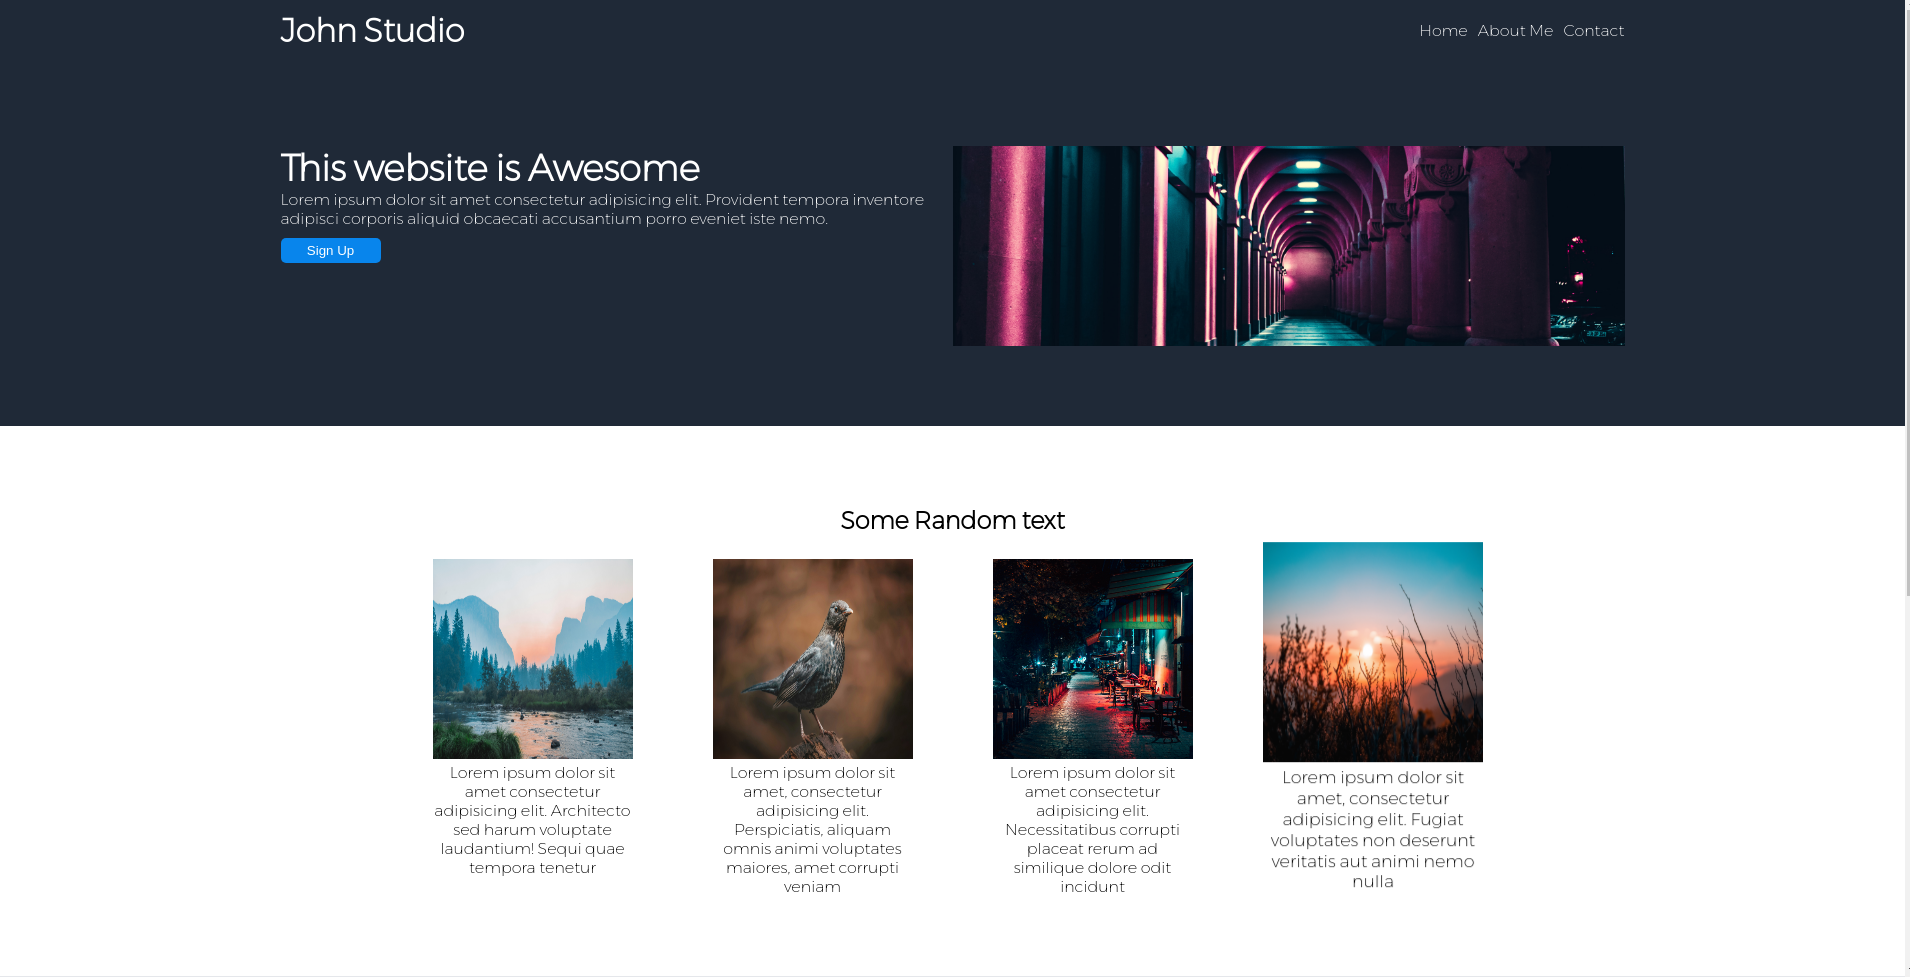 John Studio
Home About Me Contact
This website is Awesome
Lorem ipsum dolor sit amet consectetur adipisicing elit. Provident tempora inventore
adipisci corporis aliquid obcaecati accusantium porro eveniet iste nemo.
Sign Up
Some Random text
Lorem ipsum dolor sit
amet consectetur
adipisicing elit. Architecto
sed harum voluptate
laudantium! Sequi quae
tempora tenetur
Lorem ipsum dolor sit
amet, consectetur
adipisicing elit.
Perspiciatis, aliquam
omnis animi voluptates
maiores, amet corrupti
veniam
Lorem ipsum dolor sit
amet consectetur
adipisicing elit.
Necessitatibus corrupti
placeat rerum ad
similique dolore odit
incidunt
Lorem ipsum dolor sit
amet, consectetur
adipisicing elit. Fugiat
voluptates non deserunt
veritatis aut animi nemo
nulla